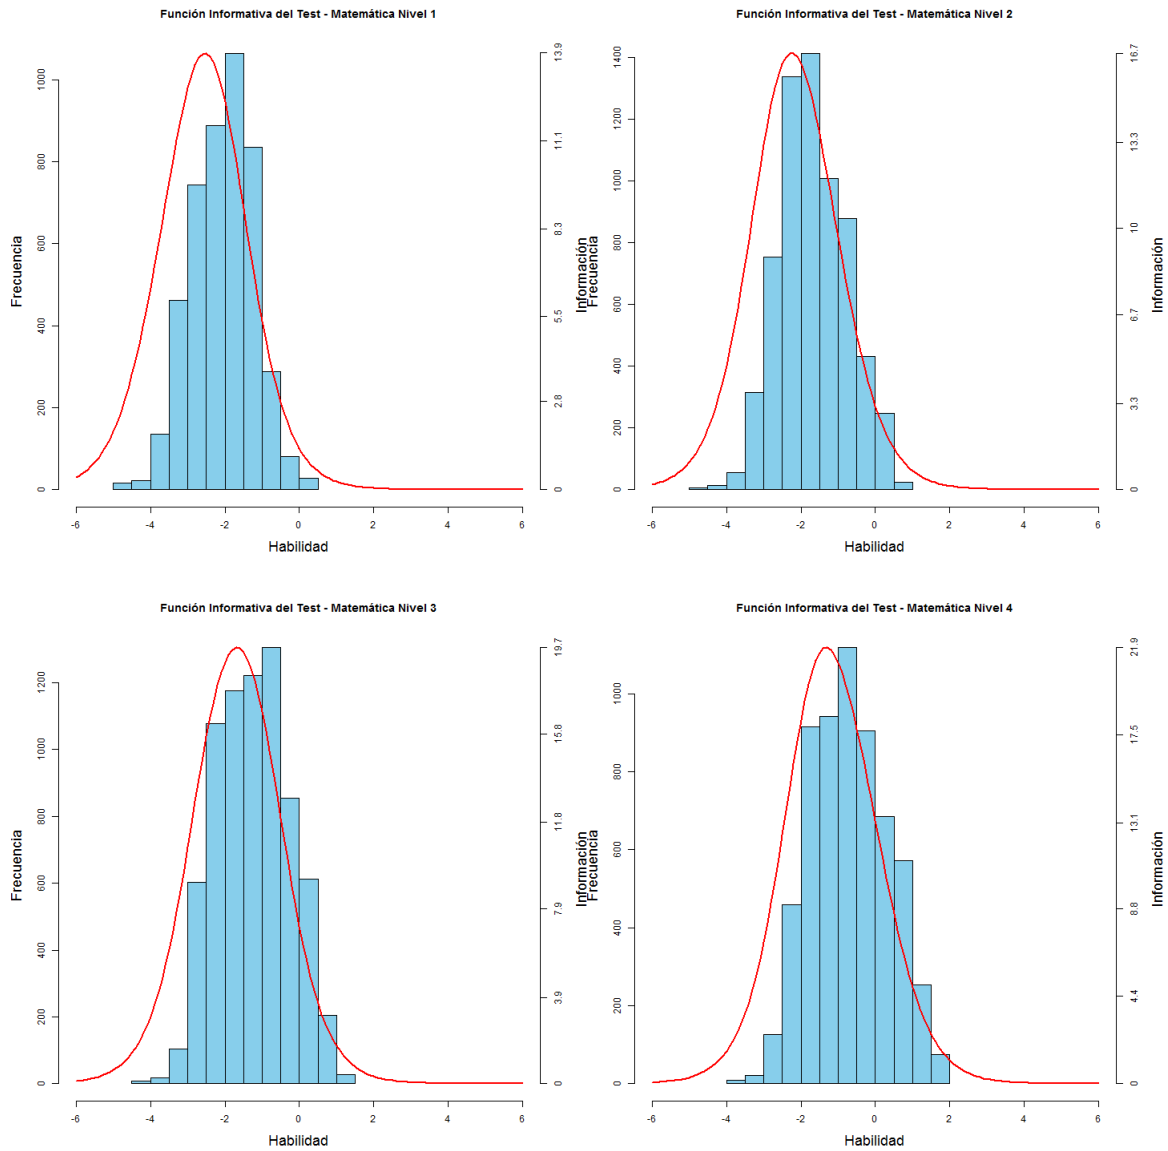 Función Informativa del Test - Matemática Nivel 1
Frecuencia
0 200 400 600 800 1000
0 2.8 5.5 8.3 11.1 13.9
Información
-6 -4 -2 0 2 4 6
Habilidad
Función Informativa del Test - Matemática Nivel 2
Frecuencia
0 200 400 600 800 1000 1200 1400
0 3.3 6.7 10 13.3 16.7
Información
-6 -4 -2 0 2 4 6
Habilidad
Función Informativa del Test - Matemática Nivel 3
Frecuencia
0 200 400 600 800 1000 1200
0 3.9 7.9 11.8 15.8 19.7
Información
-6 -4 -2 0 2 4 6
Habilidad
Función Informativa del Test - Matemática Nivel 4
Frecuencia
0 200 400 600 800 1000
0 4.4 8.8 13.1 17.5 21.9
Información
-6 -4 -2 0 2 4 6
Habilidad